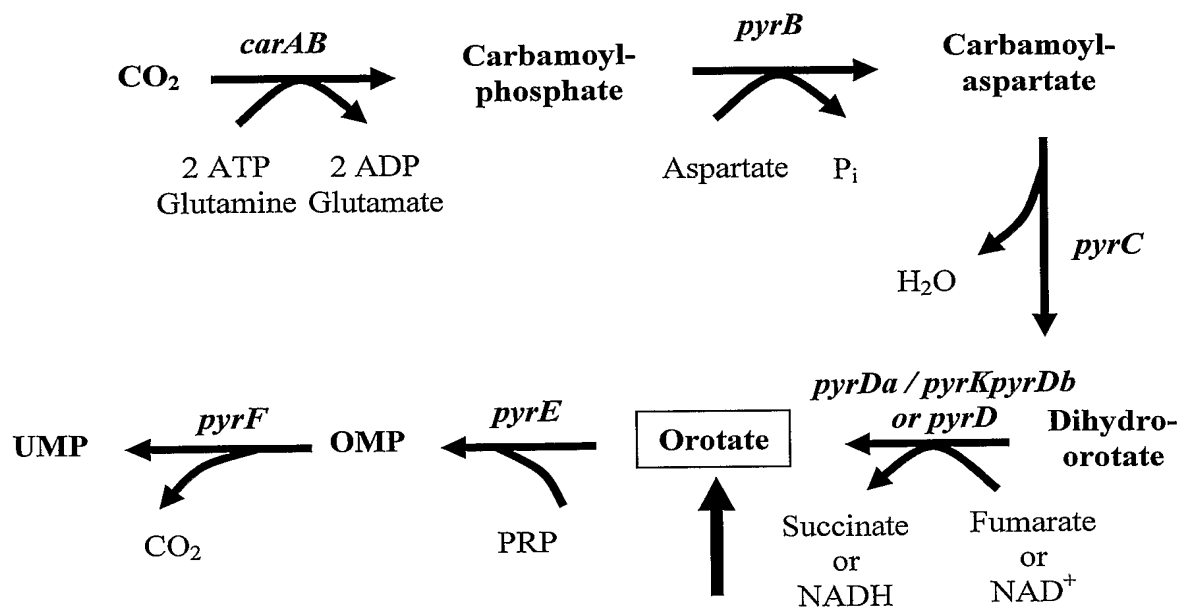 carAB
CO₂
Carbamoyl-
phosphate
2 ATP
Glutamine
2 ADP
Glutamate
pyrB
Aspartate
Pᵢ
Carbamoyl-
aspartate
H₂O
pyrC
pyrDa / pyrKpyrDb
or pyrD
Dihydro-
orotate
Fumarate
or
NAD⁺
Succinate
or
NADH
Orotate
pyrE
PRP
OMP
pyrF
CO₂
UMP